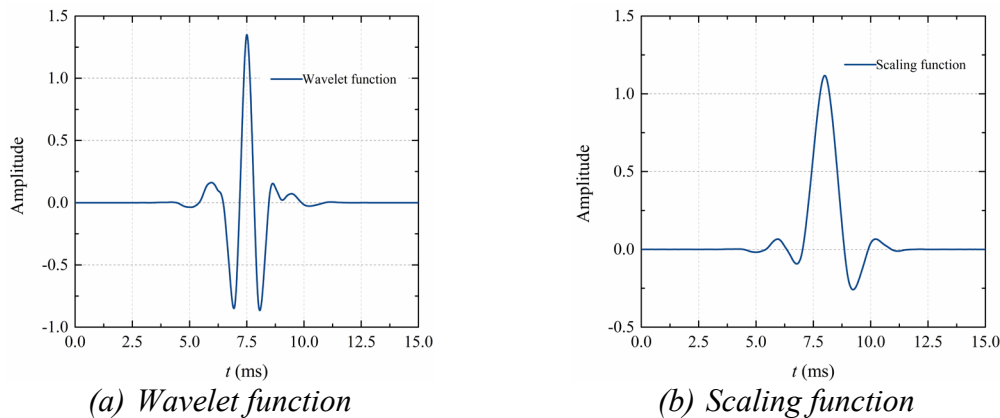 1.5
1.0
0.5
0.0
-0.5
-1.0
Amplitude
Wavelet function
0.0 2.5 5.0 7.5 10.0 12.5 15.0
t (ms)
(a) Wavelet function
1.5
1.0
0.5
0.0
-0.5
Amplitude
Scaling function
0.0 2.5 5.0 7.5 10.0 12.5 15.0
t (ms)
(b) Scaling function